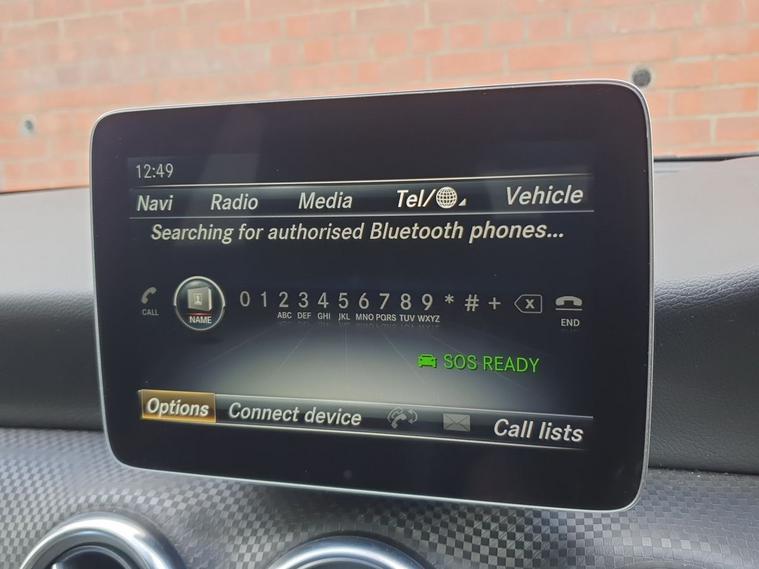 12:49
Navi Radio Media Tel/ Vehicle
Searching for authorised Bluetooth phones...
CALL NAME 0 1 2 3 4 5 6 7 8 9 * # + X END
ABC DEF GHI JKL MNO PQRS TUV WXYZ
SOS READY
Options Connect device Call lists